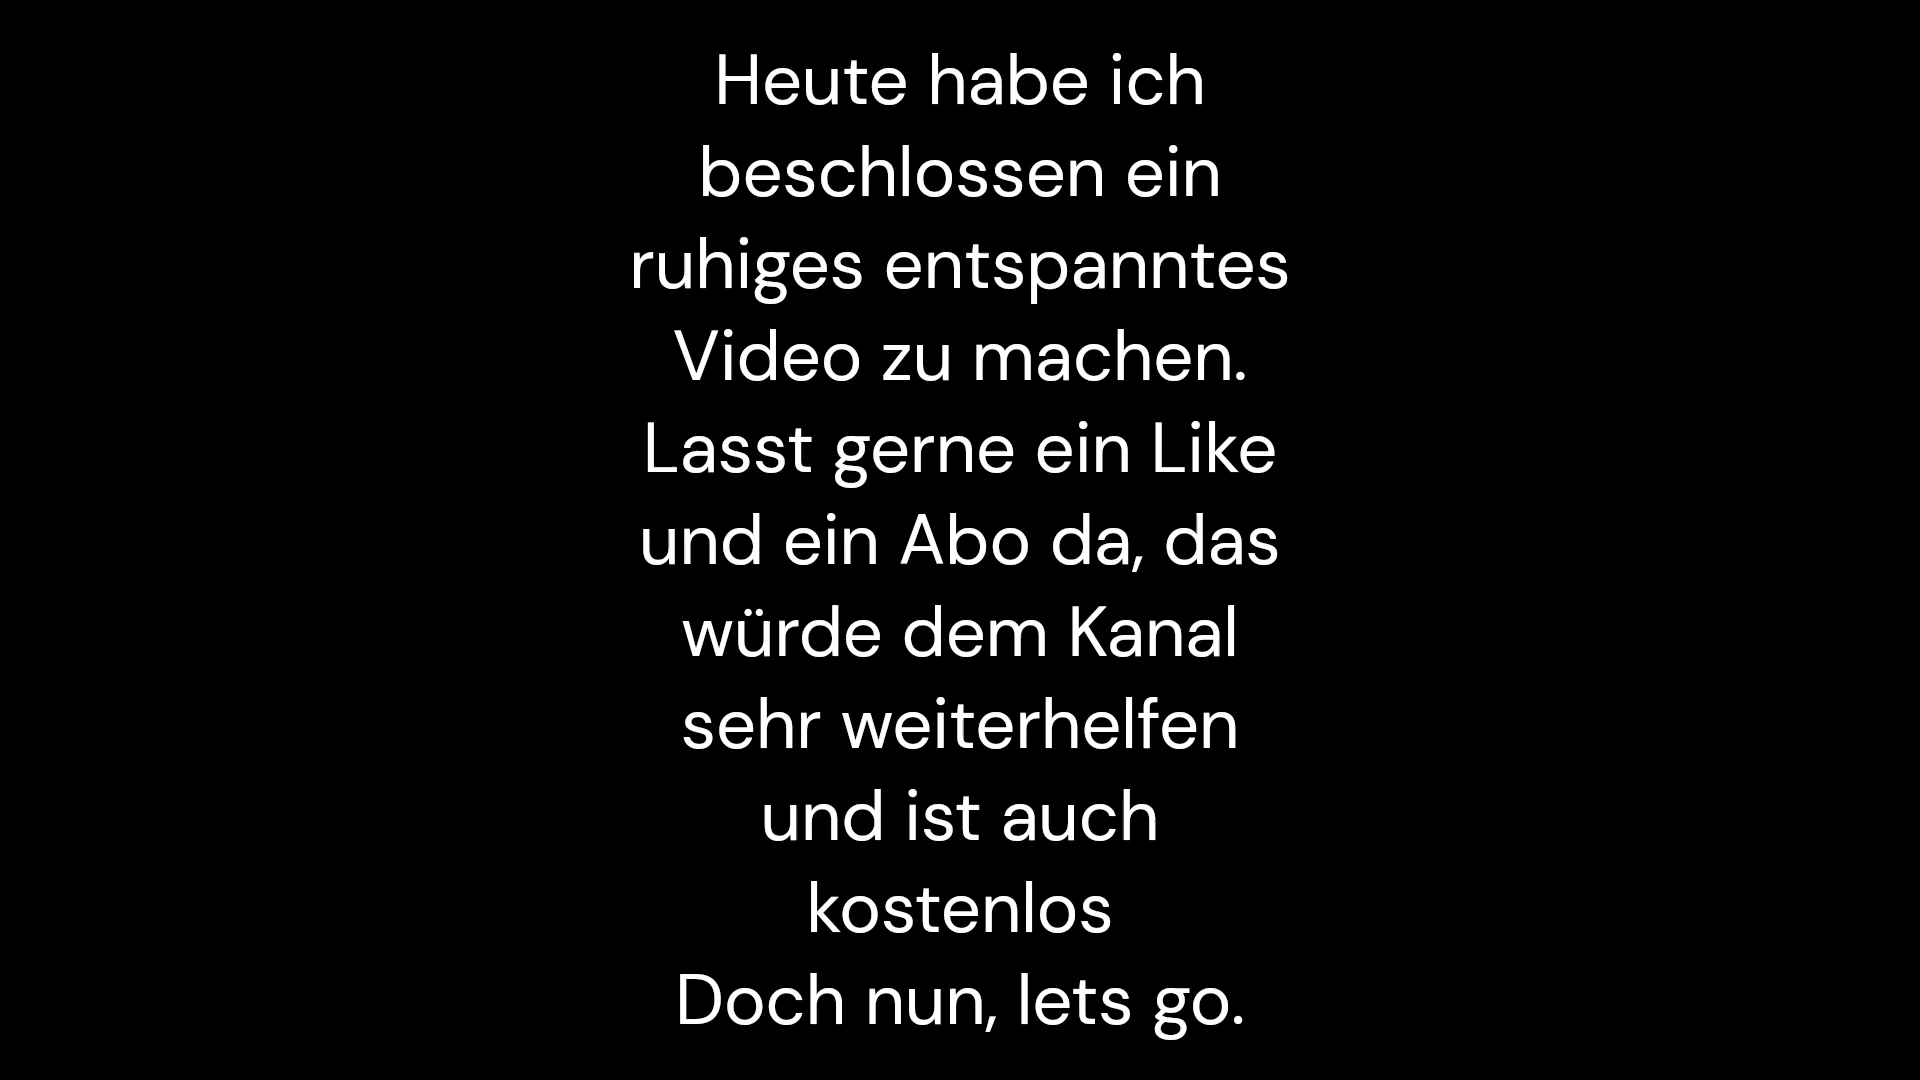 Heute habe ich
beschlossen ein
ruhiges entspanntes
Video zu machen.
Lasst gerne ein Like
und ein Abo da, das
würde dem Kanal
sehr weiterhelfen
und ist auch
kostenlos
Doch nun, lets go.